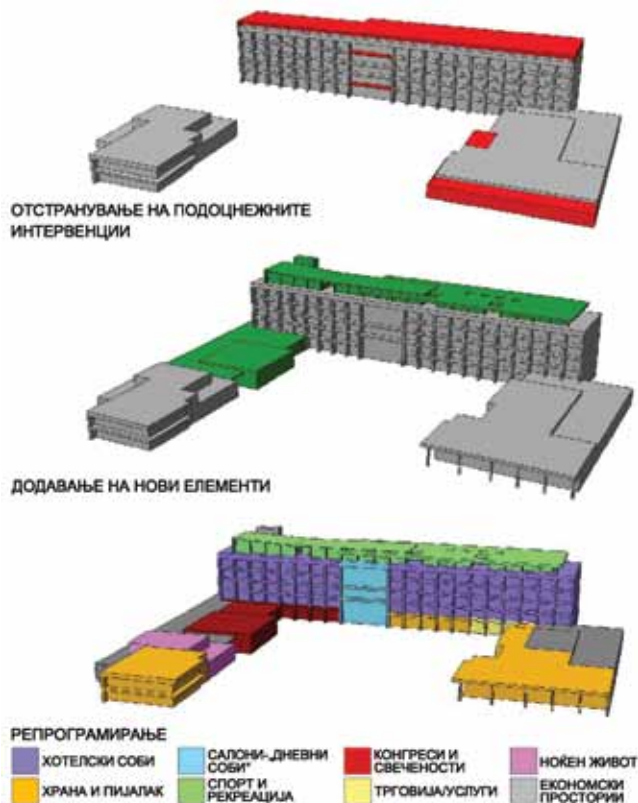 ОТСТРАНУВАЊЕ НА ПОДОЦНЕЖНИТЕ
ИНТЕРВЕНЦИИ
ДОДАВАЊЕ НА НОВИ ЕЛЕМЕНТИ
РЕПРОГРАМИРАЊЕ
ХОТЕЛСКИ СОБИ
САЛОНИ-„ДНЕВНИ
СОБИ“
КОНГРЕСИ И
СВЕЧЕНОСТИ
НОЌЕН ЖИВОТ
ХРАНА И ПИЈАЛАК
СПОРТ И
РЕКРЕАЦИЈА
ТРГОВИЈА/УСЛУГИ
ЕКОНОМСКИ
ПРОСТОРИИ